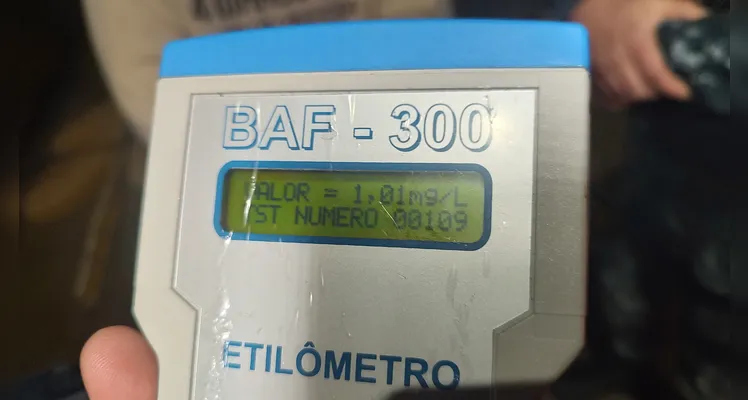 BAF - 300
VALOR = 1,01mg/L
TST NUMERO 00109
ETILÔMETRO